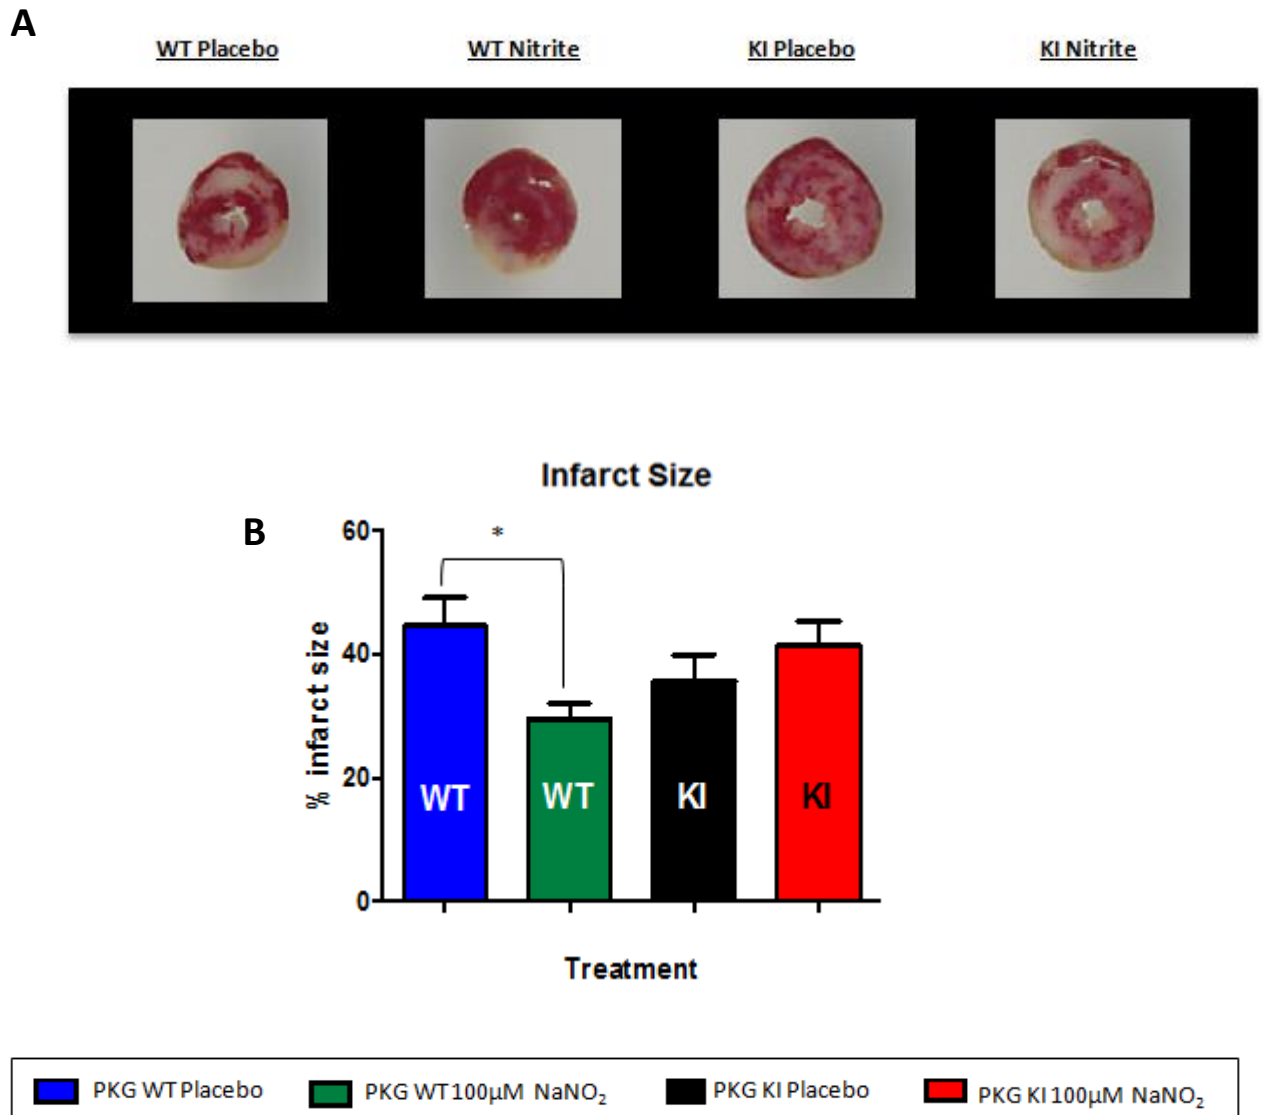 A
WT Placebo WT Nitrite KI Placebo KI Nitrite
Infarct Size
B
60
40
20
0
% infarct size
*
WT WT KI KI
Treatment
PKG WT Placebo PKG WT 100µM NaNO₂ PKG KI Placebo PKG KI 100µM NaNO₂